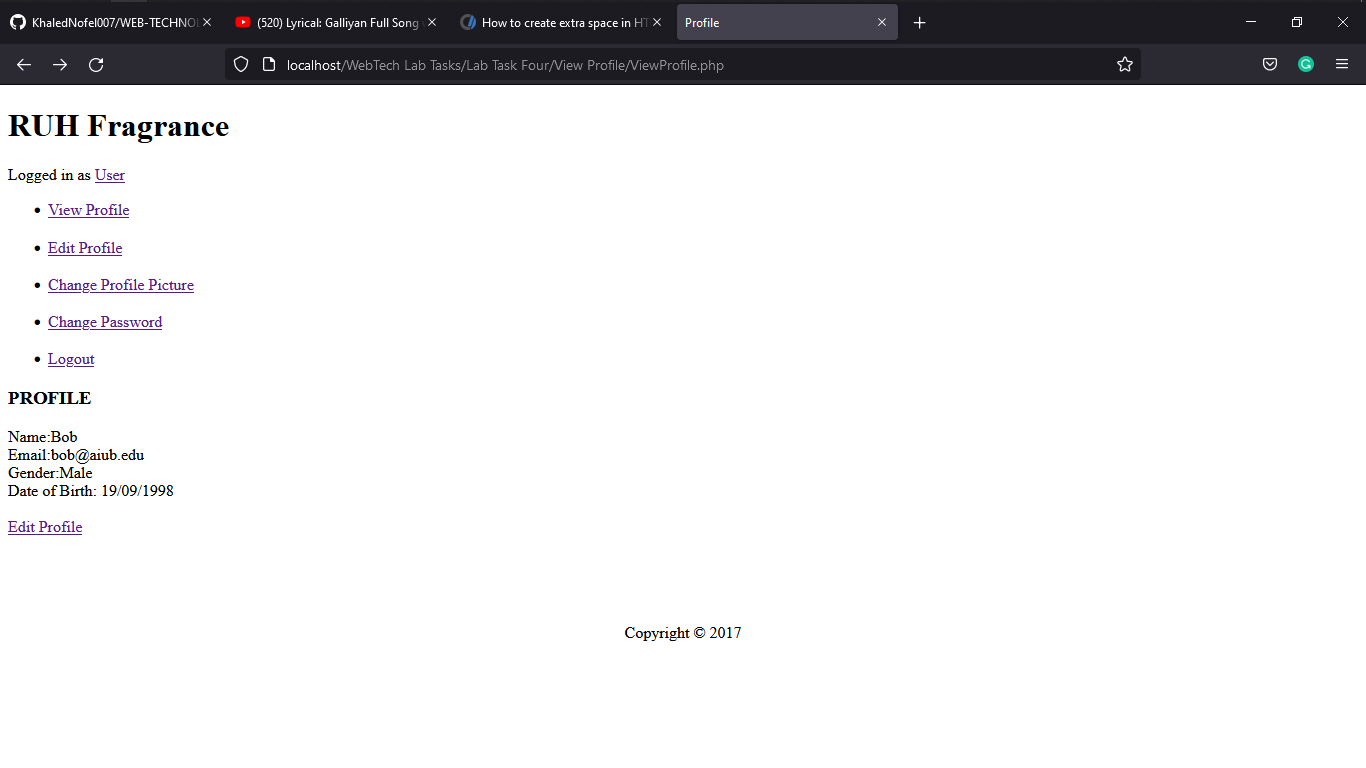 KhaledNofel007/WEB-TECHNOL
(520) Lyrical: Galliyan Full Song
How to create extra space in HT
Profile
localhost/WebTech Lab Tasks/Lab Task Four/View Profile/ViewProfile.php
RUH Fragrance
Logged in as User
• View Profile
• Edit Profile
• Change Profile Picture
• Change Password
• Logout
PROFILE
Name:Bob
Email:bob@aiub.edu
Gender:Male
Date of Birth: 19/09/1998
Edit Profile
Copyright © 2017